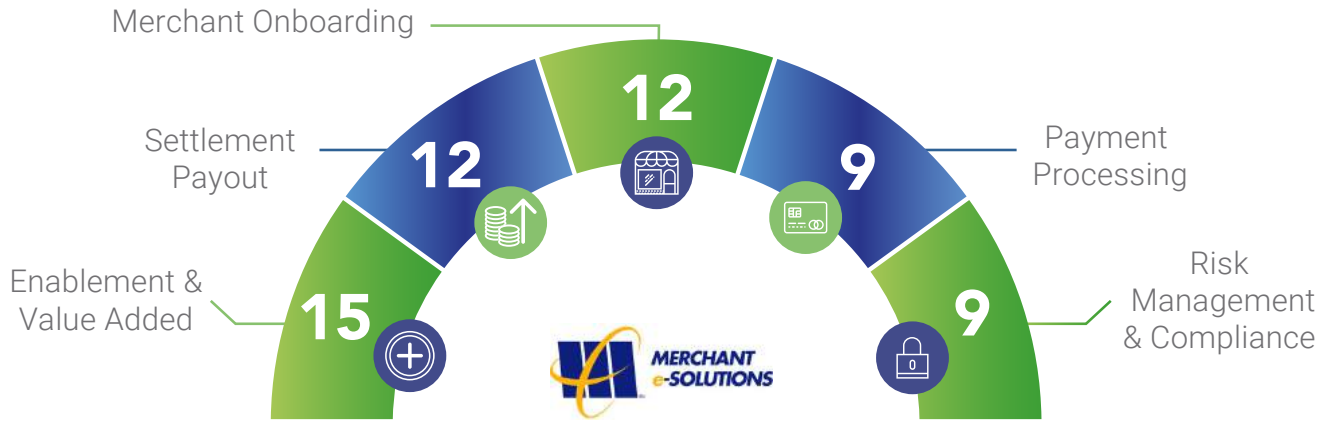 Merchant Onboarding
12
Settlement
Payout
12
9
Payment
Processing
Enablement &
Value Added
15
9
Risk
Management
& Compliance
0
MERCHANT
e-SOLUTIONS